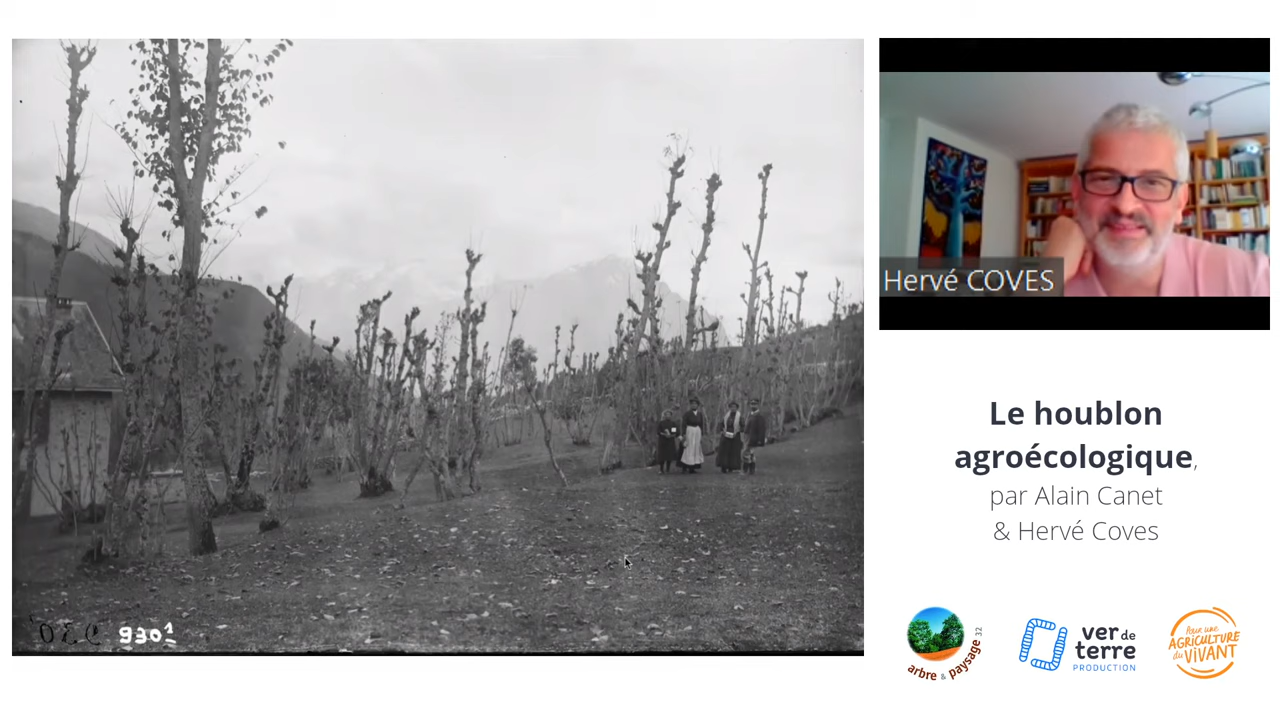 9301
Hervé COVES
Le houblon
agroécologique,
par Alain Canet
& Hervé Coves
arbre & paysage 32
ver de
terre
PRODUCTION
Pour une
AGRICULTURE
du VIVANT